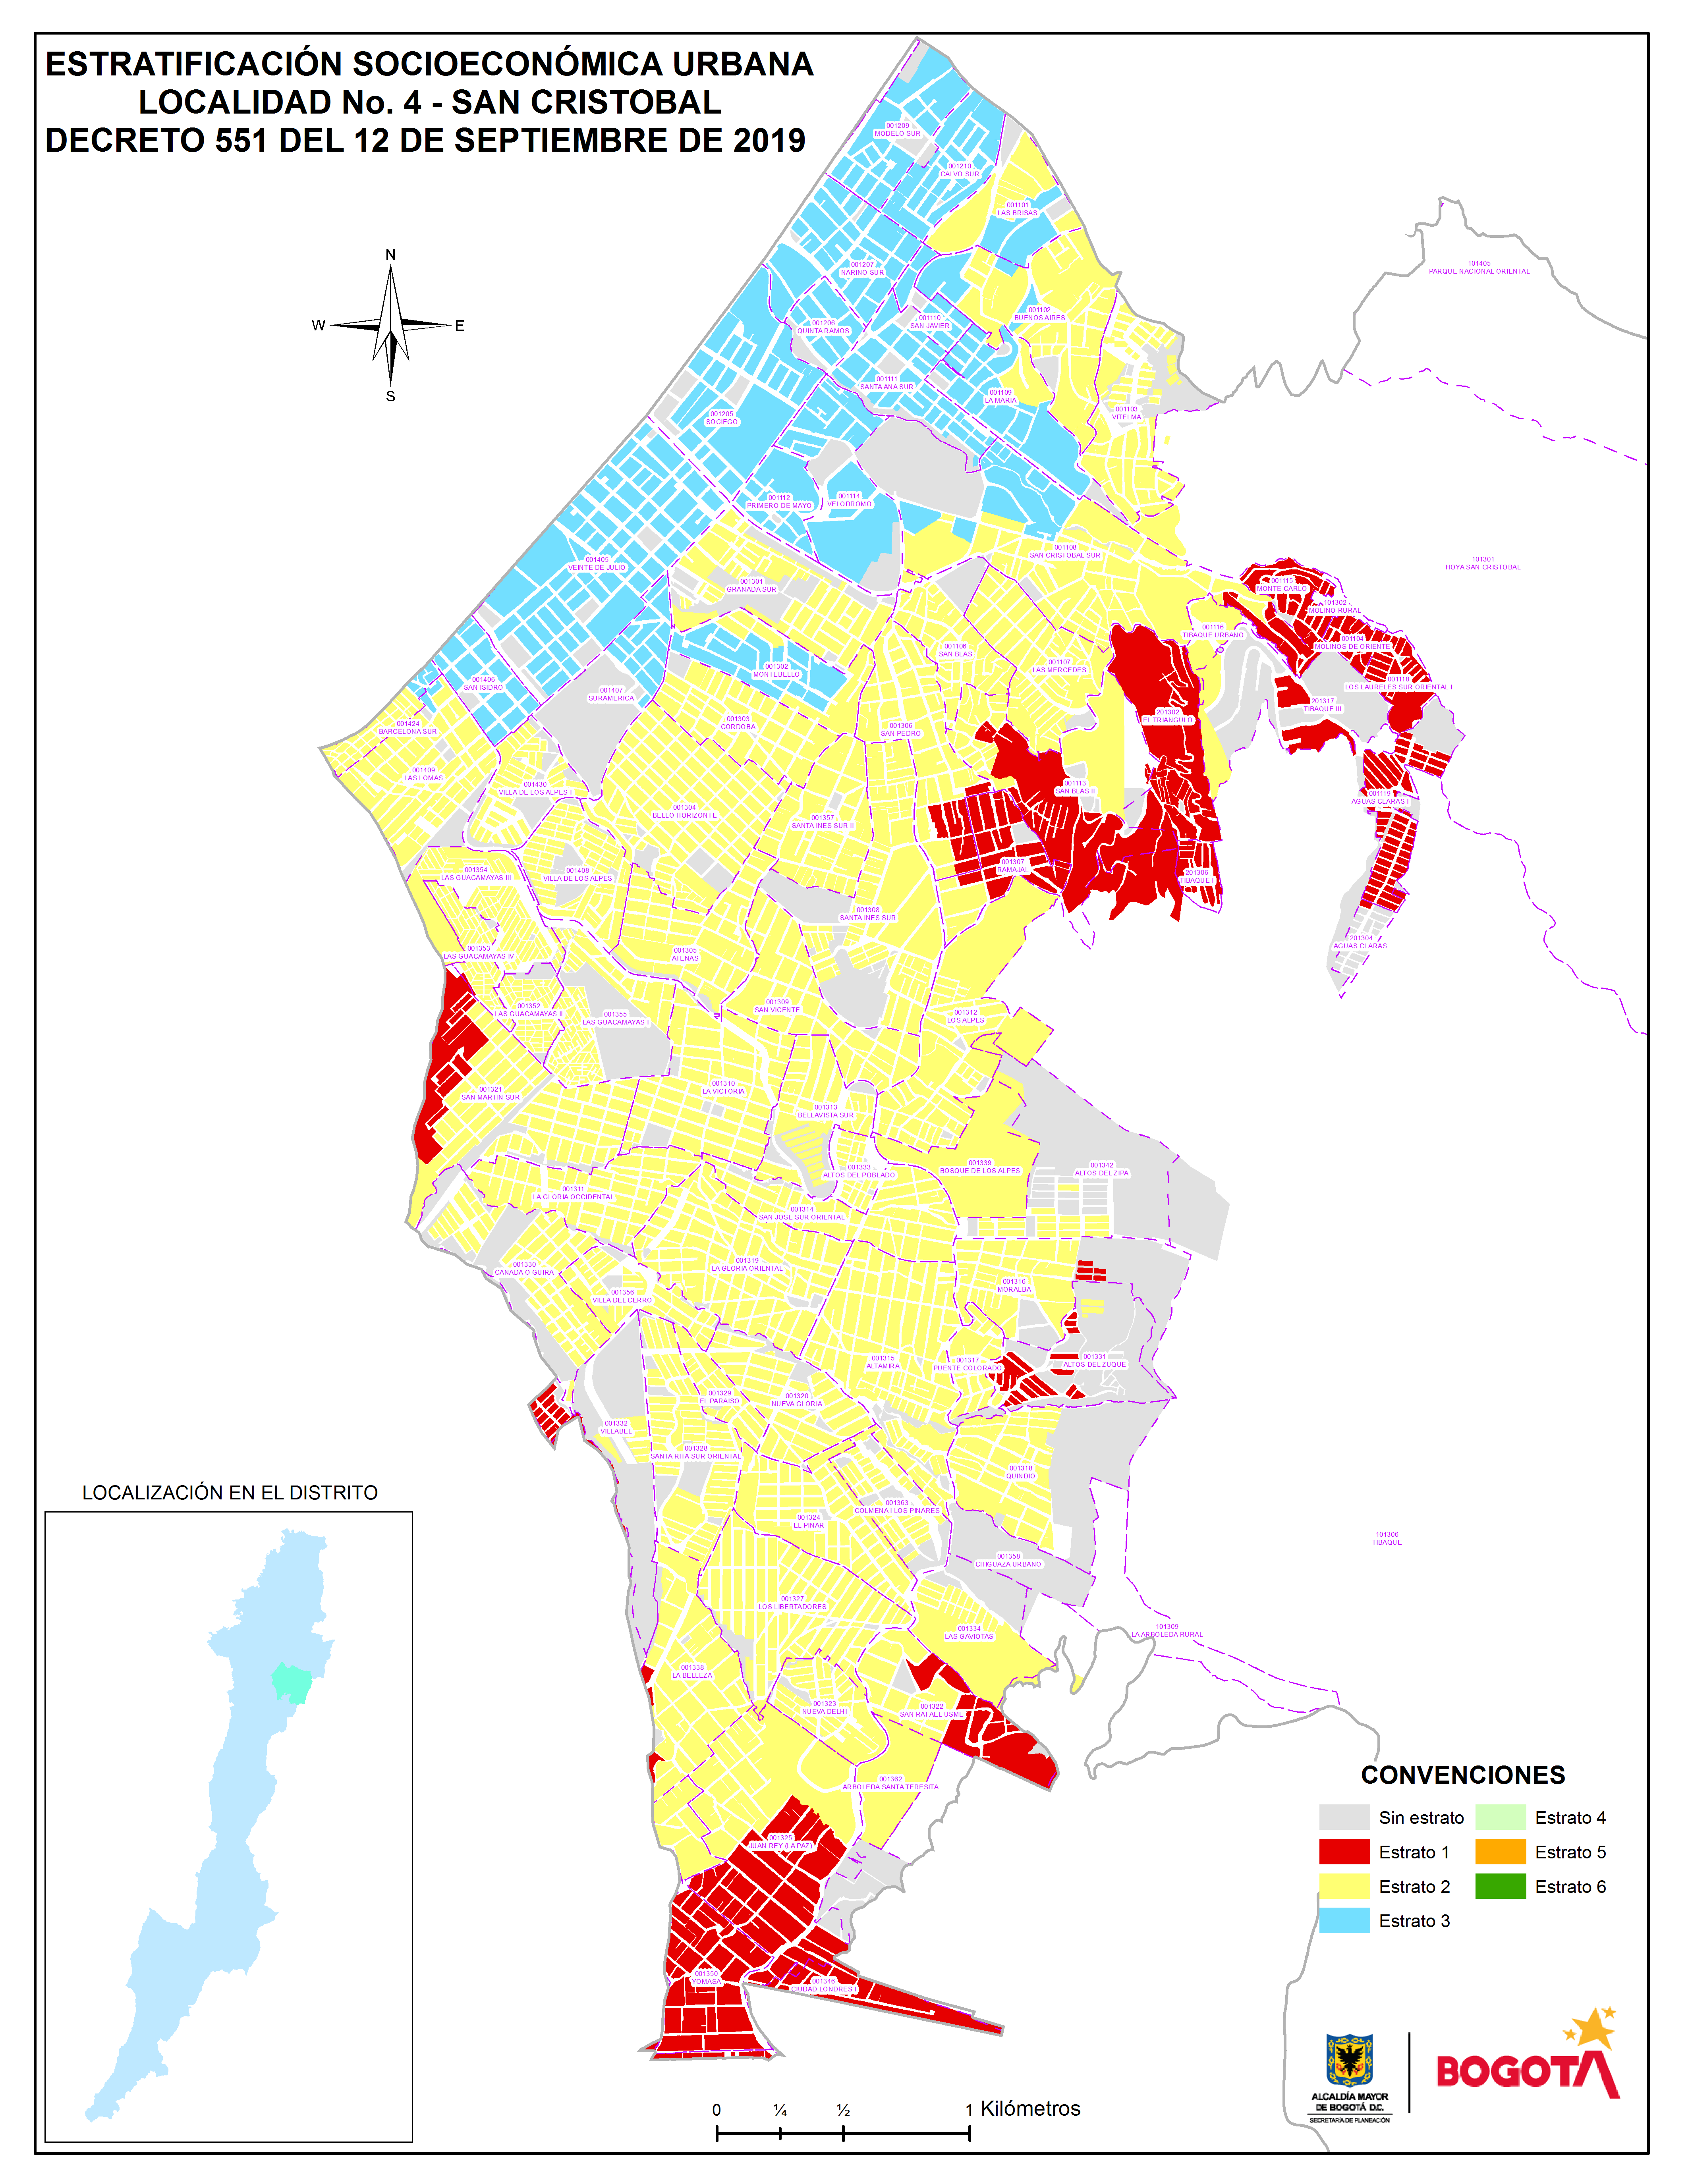 ESTRATIFICACIÓN SOCIOECONÓMICA URBANA
LOCALIDAD No. 4 - SAN CRISTOBAL
DECRETO 551 DEL 12 DE SEPTIEMBRE DE 2019
N
W
E
S
001209
MODELO SUR
001210
CALVO SUR
001101
LAS BRISAS
101405
PARQUE NACIONAL ORIENTAL
001207
NARINO SUR
001102
BUENOS AIRES
001206
QUINTA RAMOS
001110
SAN JAVIER
001111
SANTA ANA SUR
001109
LA MARIA
001103
VITELMA
001205
SOCIEGO
001112
PRIMERO DE MAYO
001114
VELODROMO
001108
SAN CRISTOBAL SUR
101301
HOYA SAN CRISTOBAL
001405
VEINTE DE JULIO
001301
GRANADA SUR
001115
MONTE CARLO
101302
MOLINO RURAL
001116
TIBAQUE URBANO
001104
MOLINOS DE ORIENTE
001106
SAN BLAS
001107
LAS MERCEDES
001302
MONTEBELLO
001406
SAN ISIDRO
001407
SURAMERICA
001118
LOS LAURELES SUR ORIENTAL I
201317
TIBAQUE III
201302
EL TRIANGULO
001424
BARCELONA SUR
001303
CORDOBA
001306
SAN PEDRO
001409
LAS LOMAS
001430
VILLA DE LOS ALPES I
001113
SAN BLAS II
001119
AGUAS CLARAS I
001304
BELLO HORIZONTE
001357
SANTA INES SUR II
001354
LAS GUACAMAYAS III
001408
VILLA DE LOS ALPES
001307
RAMAJAL
201306
TIBAQUE I
001308
SANTA INES SUR
201304
AGUAS CLARAS
001353
LAS GUACAMAYAS IV
001305
ATENAS
001352
LAS GUACAMAYAS II
001355
LAS GUACAMAYAS I
001309
SAN VICENTE
001312
LOS ALPES
001321
SAN MARTIN SUR
001310
LA VICTORIA
001313
BELLAVISTA SUR
001333
ALTOS DEL POBLADO
001339
BOSQUE DE LOS ALPES
001342
ALTOS DEL ZIPA
001311
LA GLORIA OCCIDENTAL
001314
SAN JOSE SUR ORIENTAL
001330
CANADA O GUIRA
001319
LA GLORIA ORIENTAL
001316
MORALBA
001356
VILLA DEL CERRO
001315
ALTAMIRA
001317
PUENTE COLORADO
001331
ALTOS DEL ZUQUE
001329
EL PARAISO
001320
NUEVA GLORIA
001332
VILLABEL
001328
SANTA RITA SUR ORIENTAL
001318
QUINDIO
001363
COLMENA I LOS PINARES
001324
EL PINAR
001358
CHIGUAZA URBANO
101306
TIBAQUE
001327
LOS LIBERTADORES
001334
LAS GAVIOTAS
101309
LA ARBOLEDA RURAL
001338
LA BELLEZA
001323
NUEVA DELHI
001322
SAN RAFAEL USME
001362
ARBOLEDA SANTA TERESITA
001325
JUAN REY (LA PAZ)
001350
YOMASA
001346
CIUDAD LONDRES I
LOCALIZACIÓN EN EL DISTRITO
CONVENCIONES
Sin estrato
Estrato 1
Estrato 2
Estrato 3
Estrato 4
Estrato 5
Estrato 6
0 ¼ ½ 1 Kilómetros
ALCALDÍA MAYOR
DE BOGOTÁ D.C.
SECRETARÍA DE PLANEACIÓN
BOGOTÁ